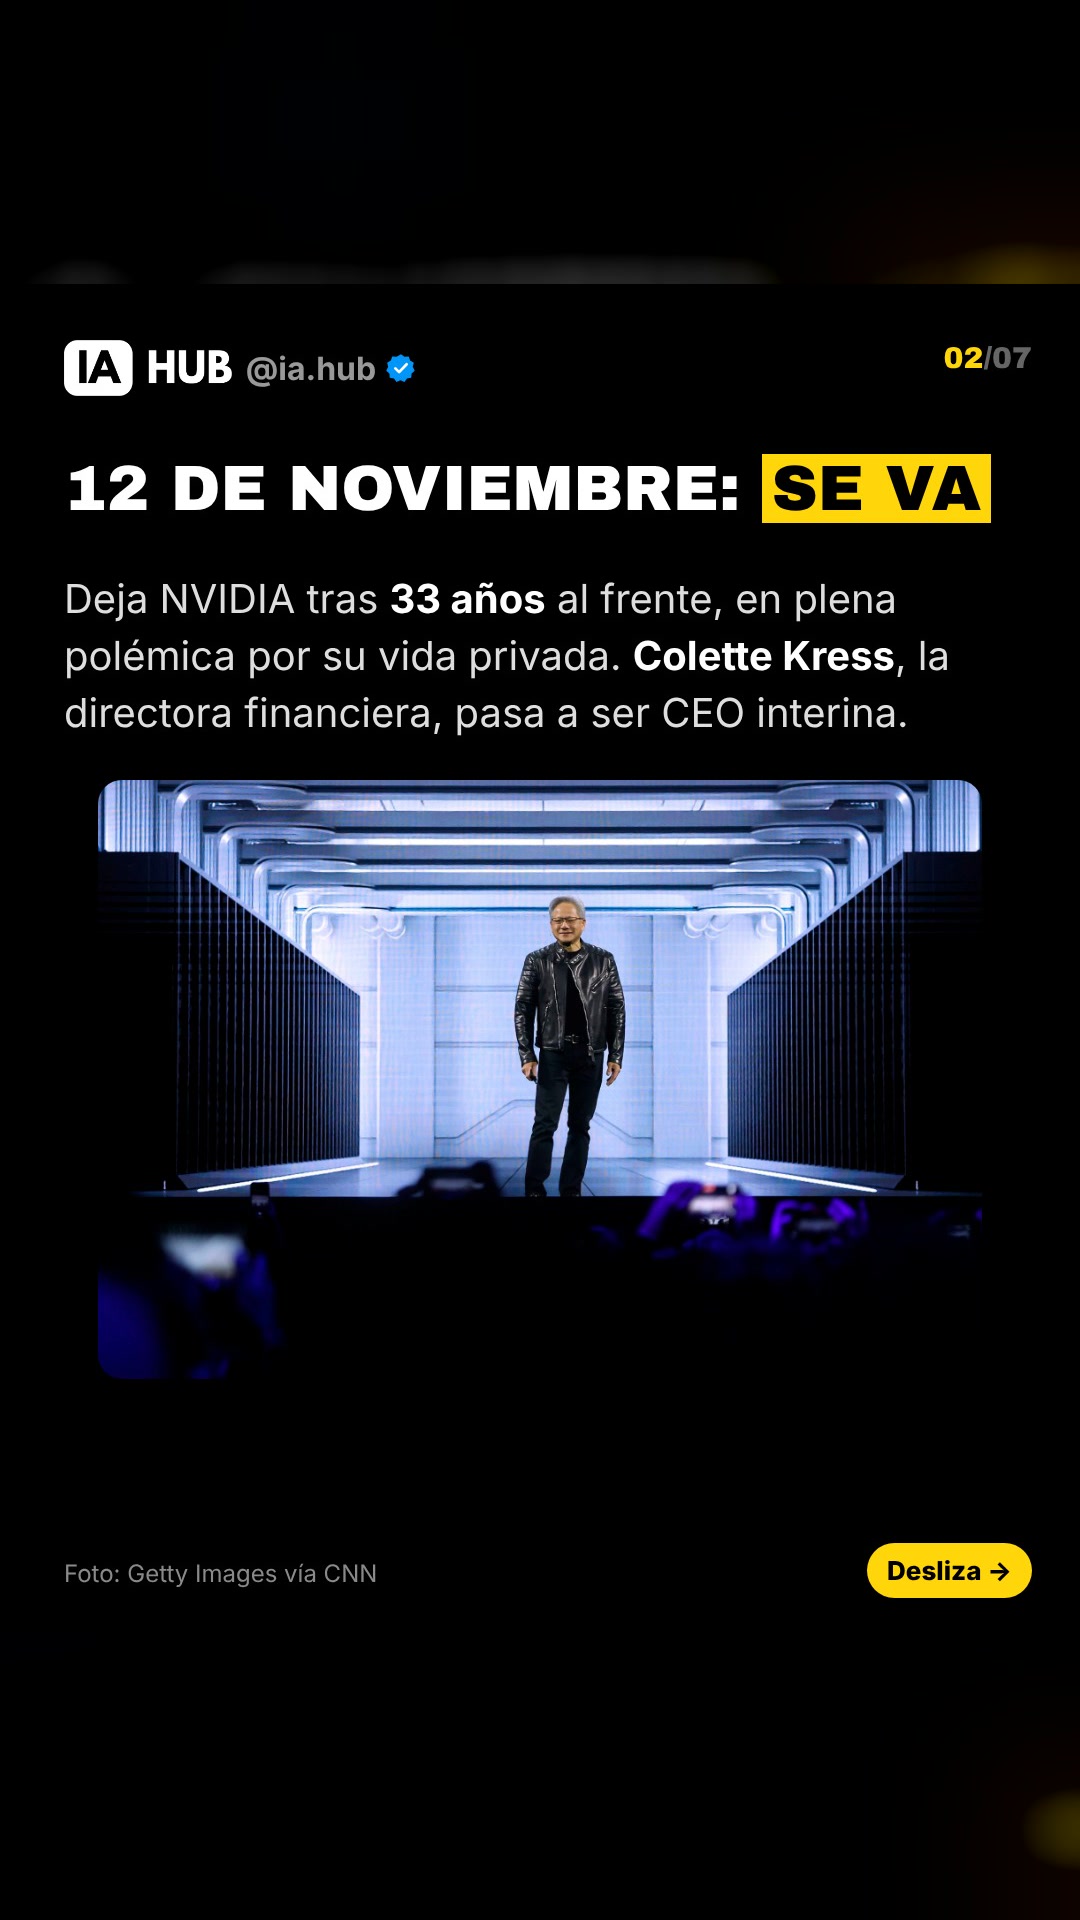 IA HUB @ia.hub
02/07
12 DE NOVIEMBRE: SE VA
Deja NVIDIA tras 33 años al frente, en plena
polémica por su vida privada. Colette Kress, la
directora financiera, pasa a ser CEO interina.
Foto: Getty Images vía CNN
Desliza →